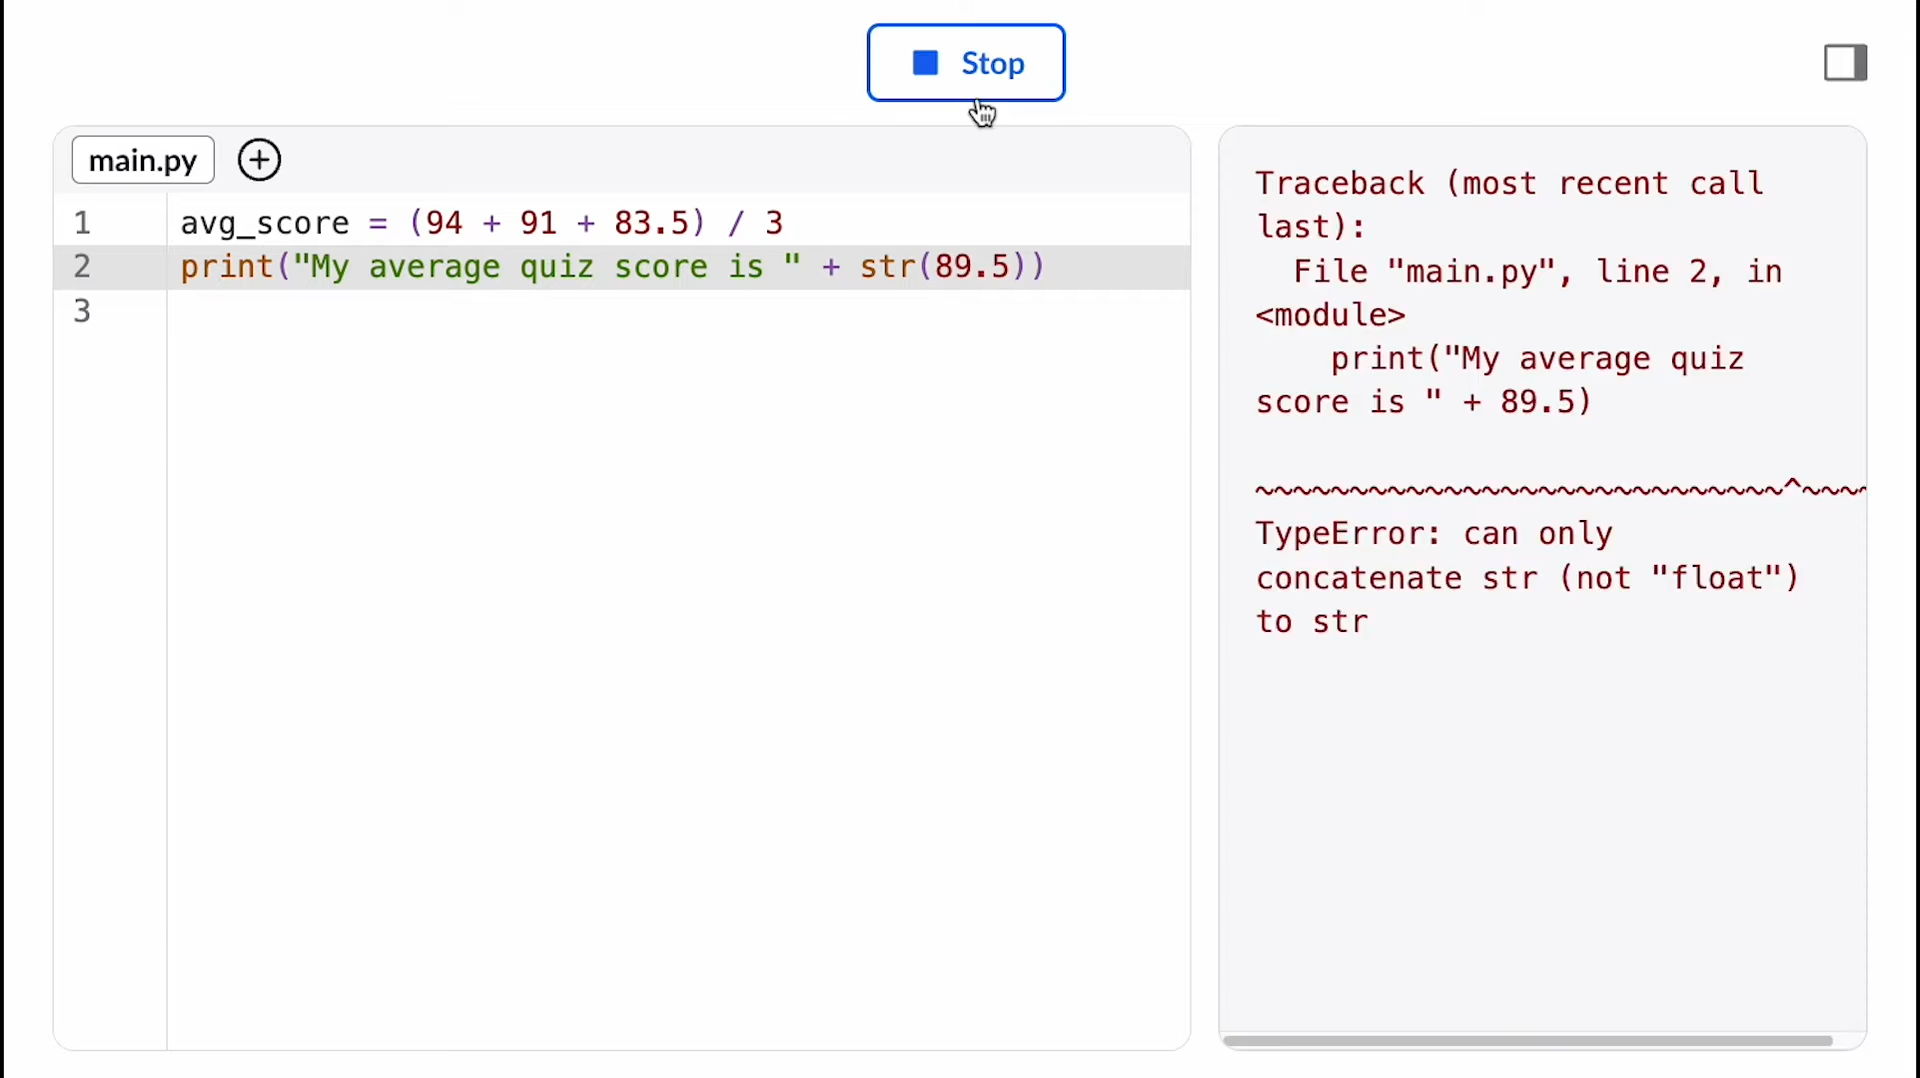 Stop
main.py
1 avg_score = (94 + 91 + 83.5) / 3
2 print("My average quiz score is " + str(89.5))
3
Traceback (most recent call
last):
  File "main.py", line 2, in
<module>
    print("My average quiz
score is " + 89.5)
~~~~~~~~~~~~~~~~~~~~~~~~~~~~^~~~
TypeError: can only
concatenate str (not "float")
to str